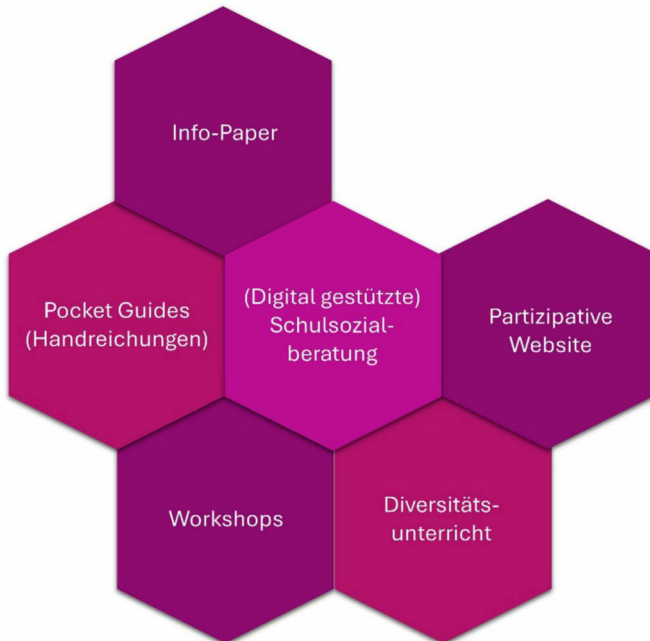 Info-Paper
Pocket Guides
(Handreichungen)
(Digital gestützte)
Schulsozial-
beratung
Partizipative
Website
Workshops
Diversitäts-
unterricht